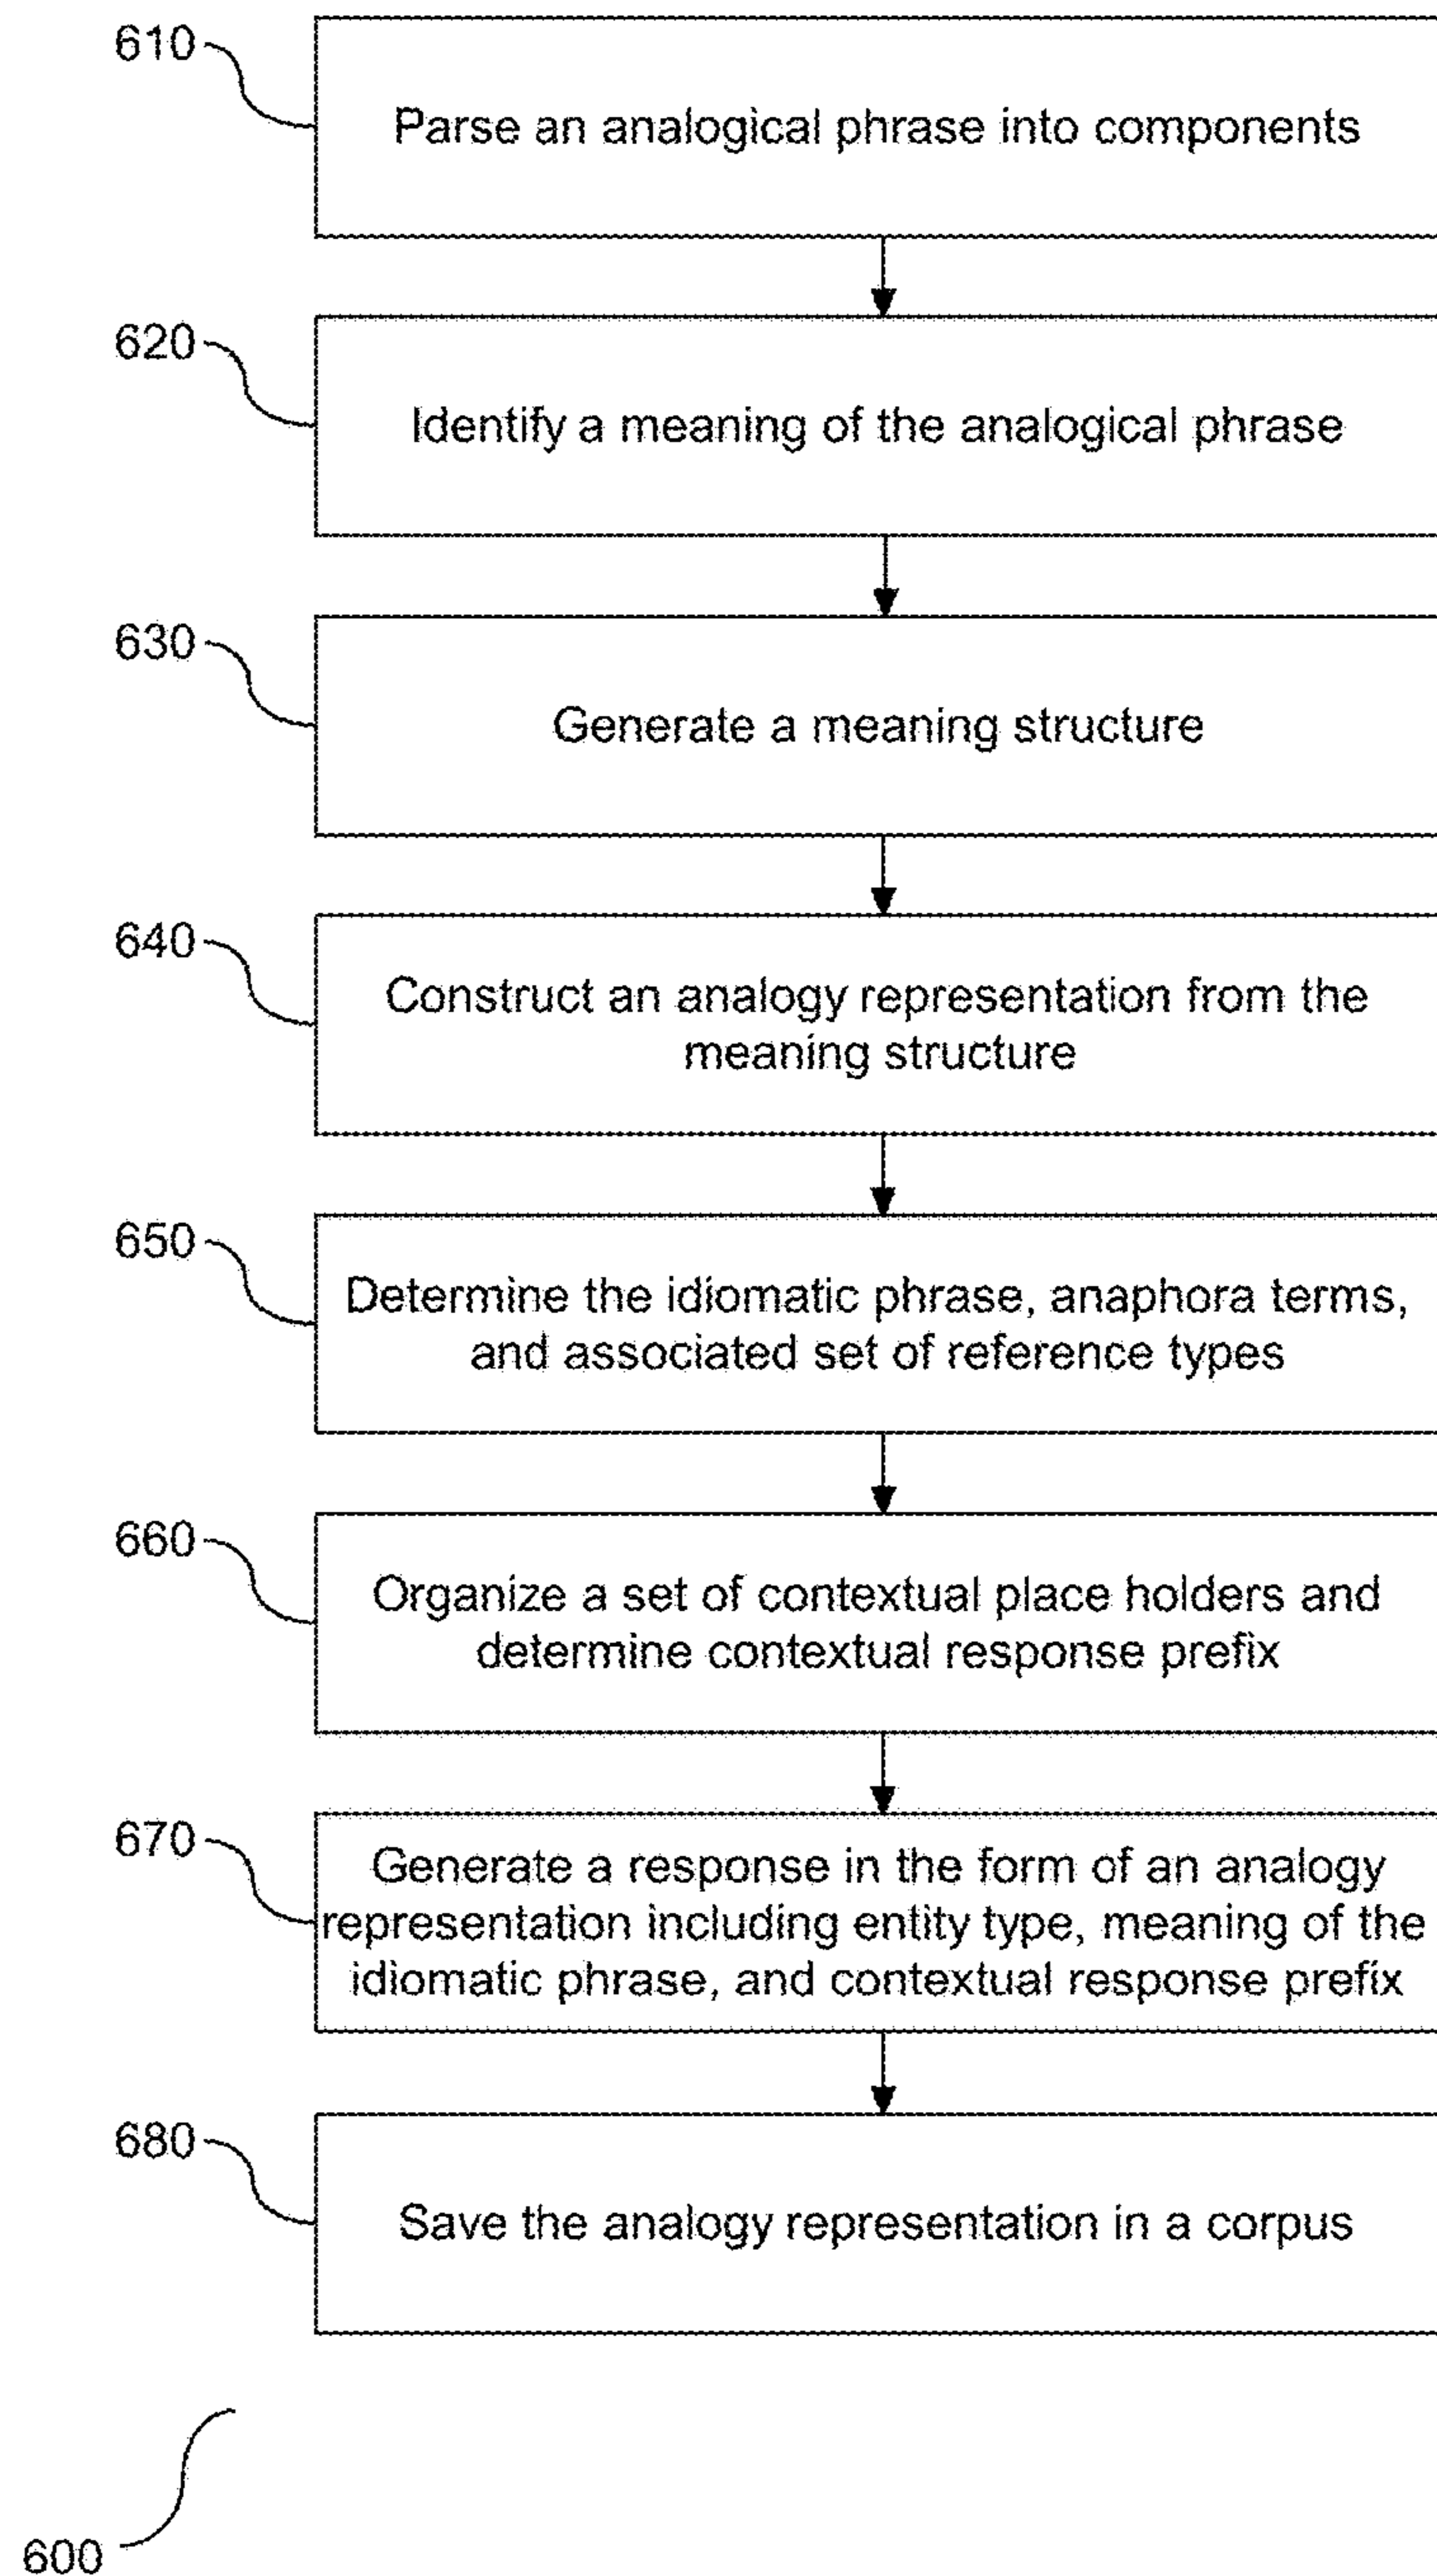 610
Parse an analogical phrase into components
620
Identify a meaning of the analogical phrase
630
Generate a meaning structure
640
Construct an analogy representation from the
meaning structure
650
Determine the idiomatic phrase, anaphora terms,
and associated set of reference types
660
Organize a set of contextual place holders and
determine contextual response prefix
670
Generate a response in the form of an analogy
representation including entity type, meaning of the
idiomatic phrase, and contextual response prefix
680
Save the analogy representation in a corpus
600